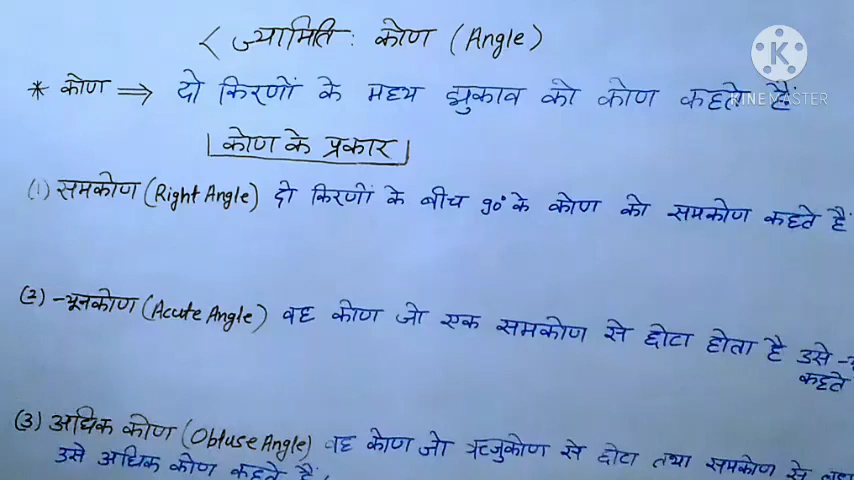 < ज्यामिति : कोण (Angle)
* कोण ⇒ दो किरणों के मध्य झुकाव को कोण कहते हैं
KINEMASTER
कोण के प्रकार
(1) समकोण (Right Angle) दो किरणों के बीच 90° के कोण को समकोण कहते हैं
(2) न्यूनकोण (Acute Angle) वह कोण जो एक समकोण से छोटा होता है उसे
कहते
(3) अधिक कोण (Obtuse Angle) वह कोण जो ऋजुकोण से छोटा तथा समकोण से
उसे अधिक कोण कहते हैं